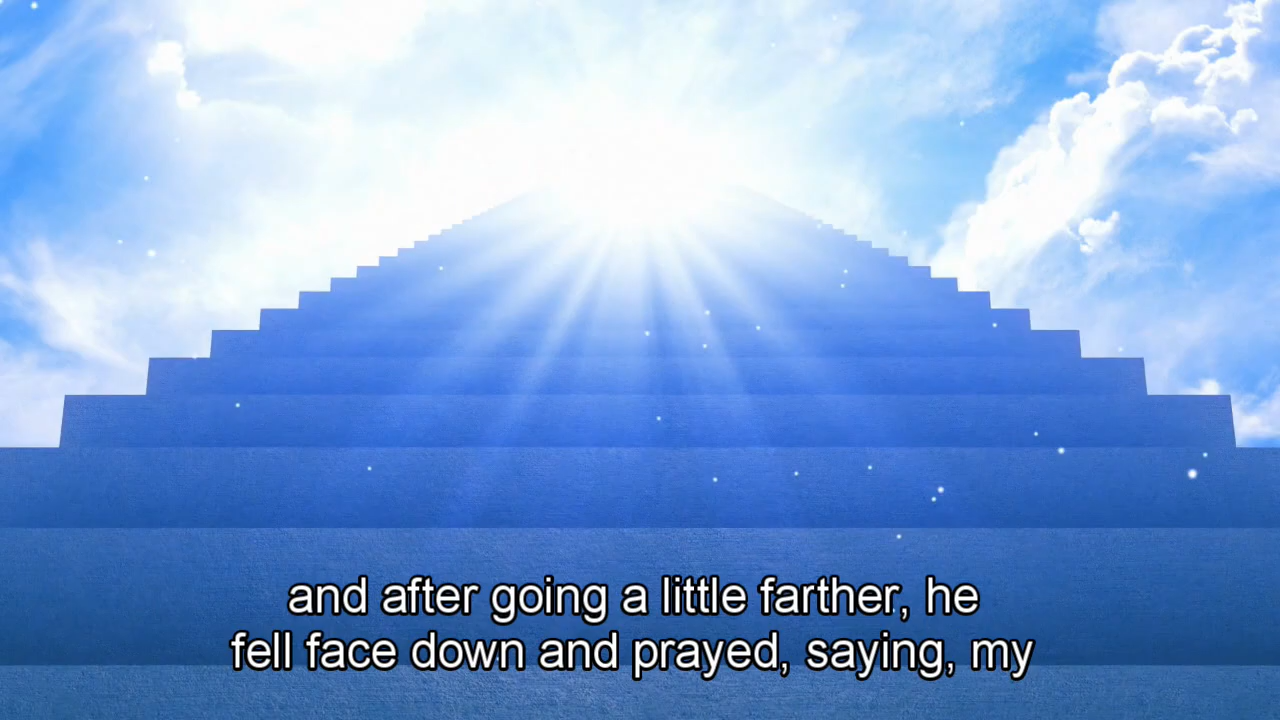 and after going a little farther, he
fell face down and prayed, saying, my